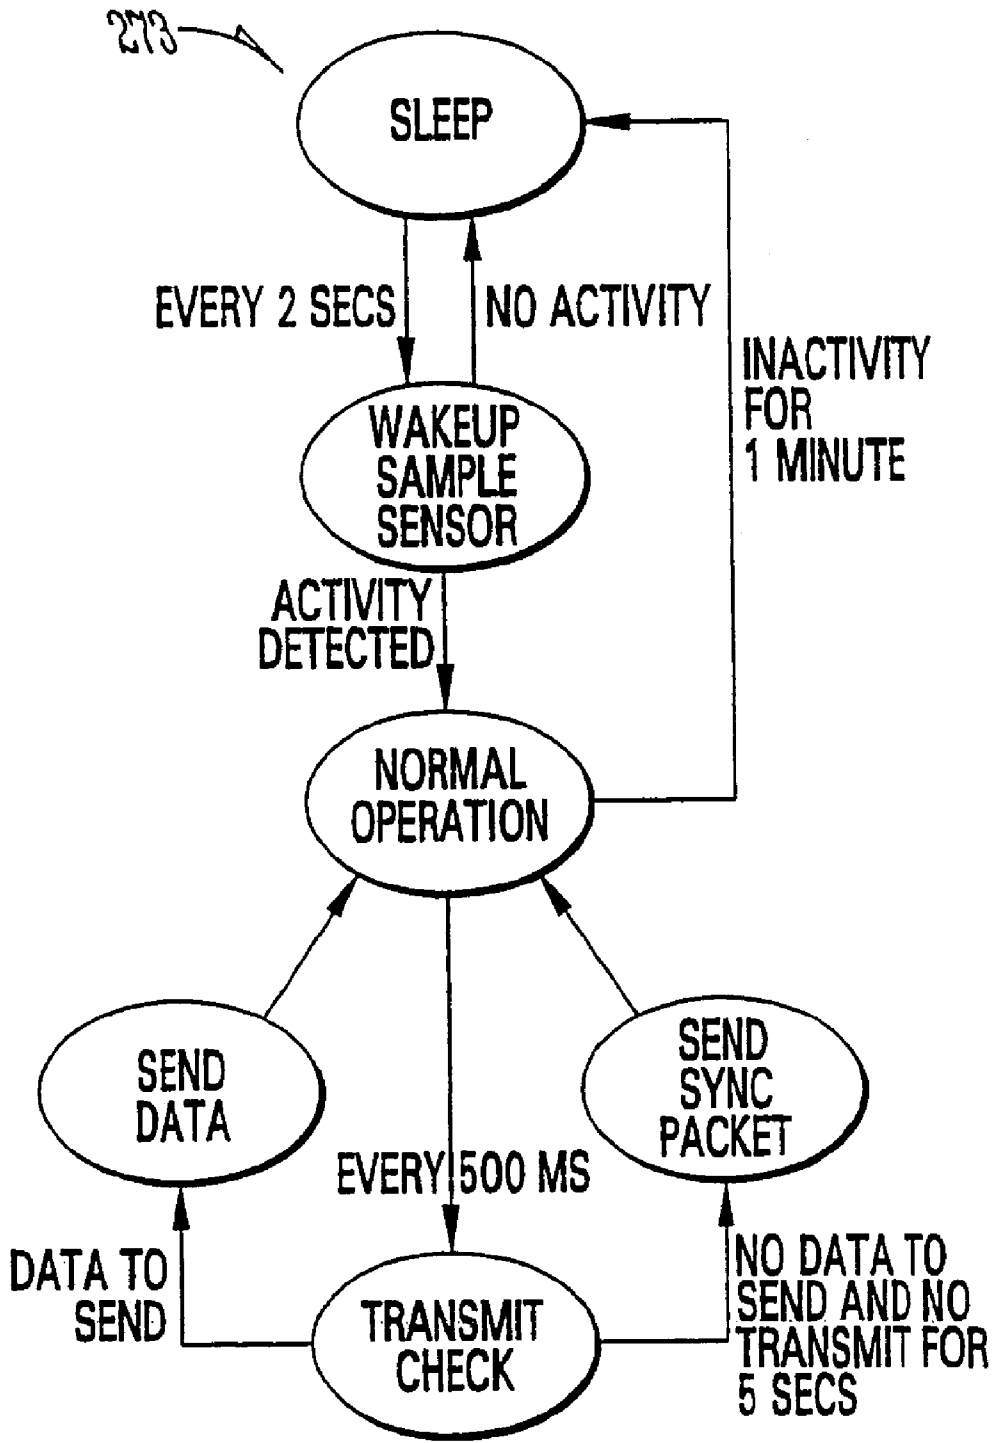 273
SLEEP
EVERY 2 SECS
NO ACTIVITY
INACTIVITY
FOR
1 MINUTE
WAKEUP
SAMPLE
SENSOR
ACTIVITY
DETECTED
NORMAL
OPERATION
SEND
DATA
SEND
SYNC
PACKET
EVERY 500 MS
DATA TO
SEND
TRANSMIT
CHECK
NO DATA TO
SEND AND NO
TRANSMIT FOR
5 SECS